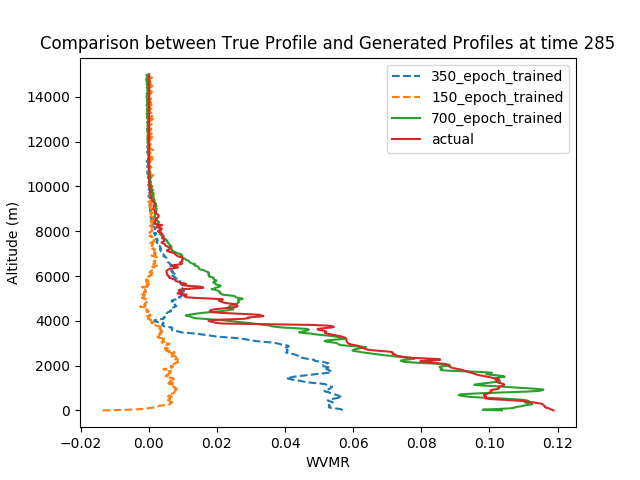 Comparison between True Profile and Generated Profiles at time 285
350_epoch_trained
150_epoch_trained
700_epoch_trained
actual
Altitude (m)
14000
12000
10000
8000
6000
4000
2000
0
−0.02 0.00 0.02 0.04 0.06 0.08 0.10 0.12
WVMR